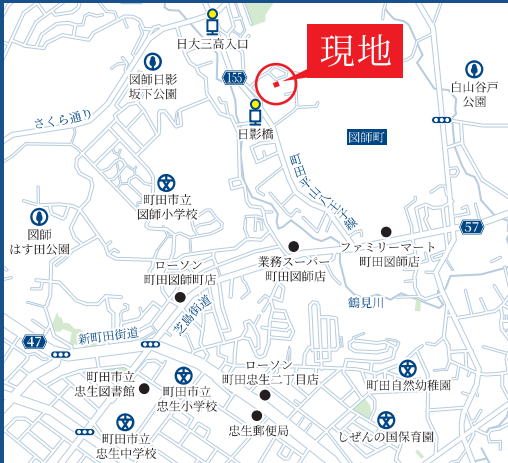 日大三高入口
現地
155
図師日影
坂下公園
白山谷戸
公園
さくら通り
日影橋
図師町
町田平山八王子線
町田市立
図師小学校
図師
はす田公園
57
ファミリーマート
町田図師店
業務スーパー
町田図師店
ローソン
町田図師町店
鶴見川
芝島街道
新町田街道
47
ローソン
町田忠生二丁目店
町田市立
忠生図書館
町田市立
忠生小学校
町田自然幼稚園
忠生郵便局
しぜんの国保育園
町田市立
忠生中学校